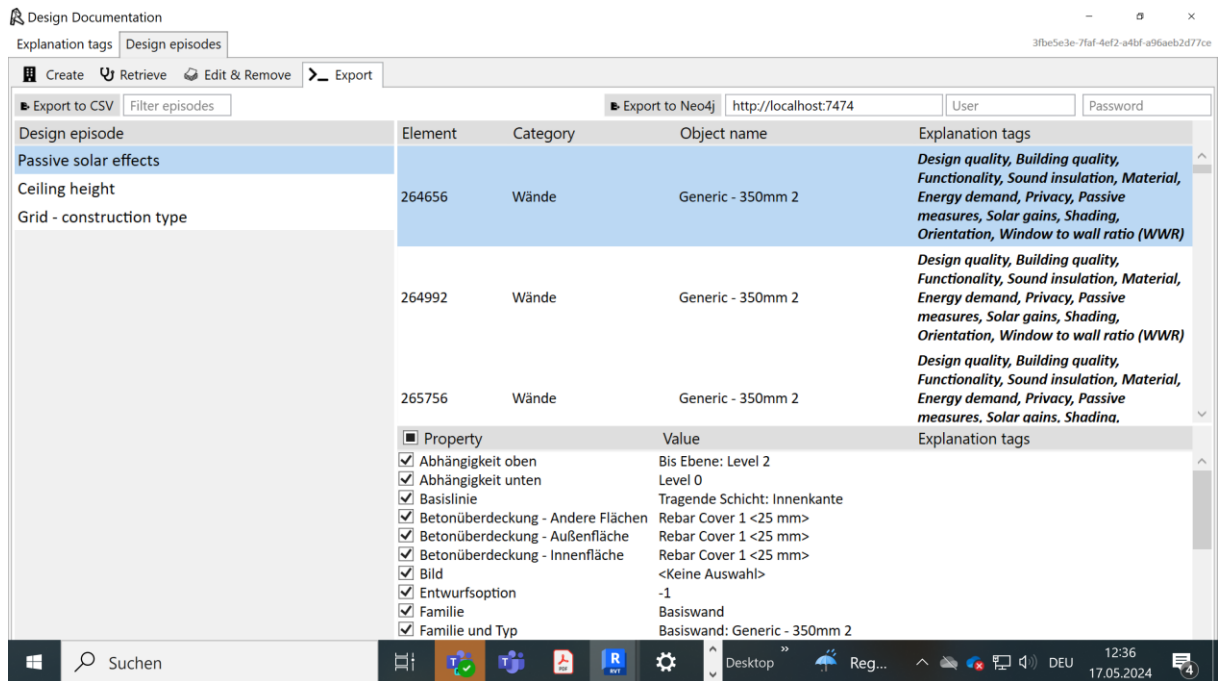 Design Documentation
Explanation tags Design episodes 3fbe5e3e-7faf-4ef2-a4bf-a96aeb2d77ce
Create Retrieve Edit & Remove Export
Export to CSV Filter episodes Export to Neo4j http://localhost:7474 User Password
Design episode Element Category Object name Explanation tags
Passive solar effects
Ceiling height
Grid - construction type
264656 Wände Generic - 350mm 2
Design quality, Building quality,
Functionality, Sound insulation, Material,
Energy demand, Privacy, Passive
measures, Solar gains, Shading,
Orientation, Window to wall ratio (WWR)
264992 Wände Generic - 350mm 2
Design quality, Building quality,
Functionality, Sound insulation, Material,
Energy demand, Privacy, Passive
measures, Solar gains, Shading,
Orientation, Window to wall ratio (WWR)
265756 Wände Generic - 350mm 2
Design quality, Building quality,
Functionality, Sound insulation, Material,
Energy demand, Privacy, Passive
measures, Solar gains, Shading,
Property Value Explanation tags
Abhängigkeit oben Bis Ebene: Level 2
Abhängigkeit unten Level 0
Basislinie Tragende Schicht: Innenkante
Betonüberdeckung - Andere Flächen Rebar Cover 1 <25 mm>
Betonüberdeckung - Außenfläche Rebar Cover 1 <25 mm>
Betonüberdeckung - Innenfläche Rebar Cover 1 <25 mm>
Bild <Keine Auswahl>
Entwurfsoption -1
Familie Basiswand
Familie und Typ Basiswand: Generic - 350mm 2
Suchen Desktop Reg... DEU 12:36
17.05.2024 4